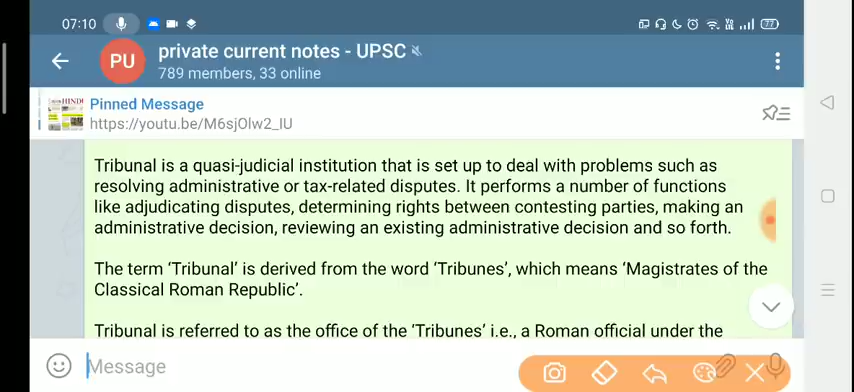 07:10
77
PU
private current notes - UPSC
789 members, 33 online
Pinned Message
https://youtu.be/M6sjOlw2_IU
Tribunal is a quasi-judicial institution that is set up to deal with problems such as
resolving administrative or tax-related disputes. It performs a number of functions
like adjudicating disputes, determining rights between contesting parties, making an
administrative decision, reviewing an existing administrative decision and so forth.
The term ‘Tribunal’ is derived from the word ‘Tribunes’, which means ‘Magistrates of the
Classical Roman Republic’.
Tribunal is referred to as the office of the ‘Tribunes’ i.e., a Roman official under the
Message